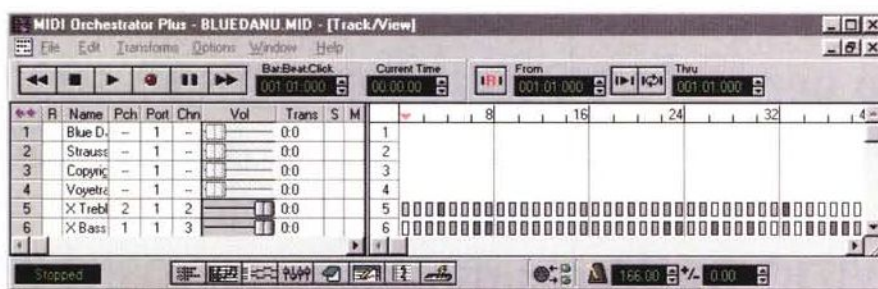 MIDI Orchestrator Plus - BLUEDANU.MID - [Track/View]
File Edit Transforms Options Window Help
Bar:Beat:Click Current Time From Thru
001:01:000 00:00:00 001:01:000 001:01:000
R Name Pch Port Chn Vol Trans S M 8 16 24 32 4
1 Blue D. -- 1 -- 0:0 1
2 Strauss -- 1 -- 0:0 2
3 Copyrig -- 1 -- 0:0 3
4 Voyetra -- 1 -- 0:0 4
5 X Trebl 2 1 2 0:0 5
6 X Bass 1 1 3 0:0 6
Stopped 166.00 +/- 0.00